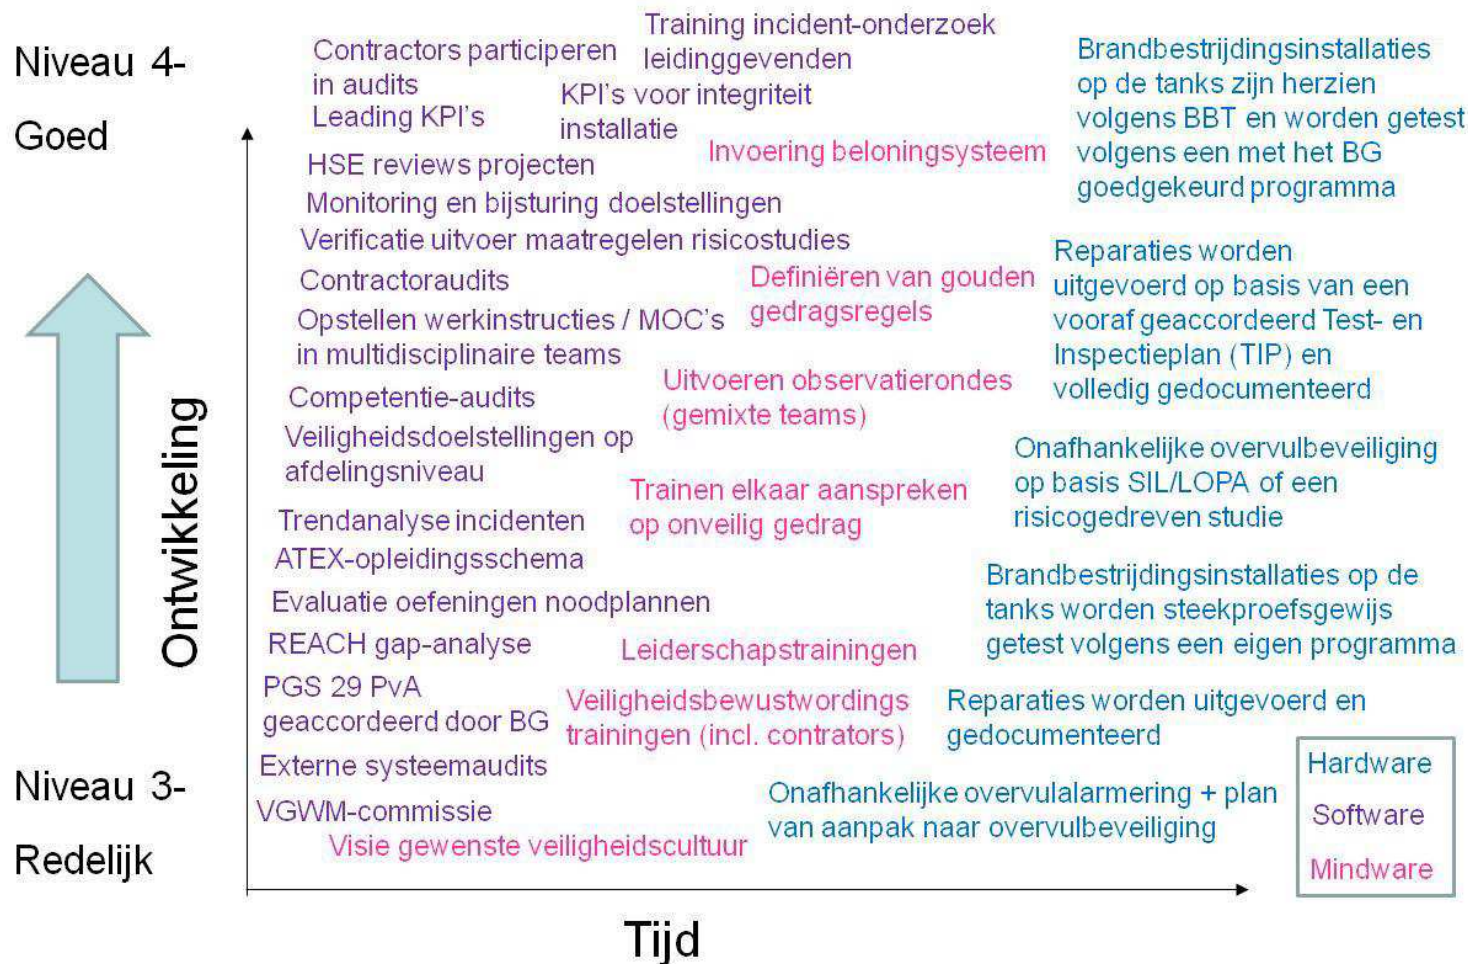 Niveau 4-
Goed
Contractors participeren
in audits
Leading KPI's
Training incident-onderzoek
leidinggevenden
KPI's voor integriteit
installatie
Invoering beloningsysteem
Brandbestrijdingsinstallaties
op de tanks zijn herzien
volgens BBT en worden getest
volgens een met het BG
goedgekeurd programma
HSE reviews projecten
Monitoring en bijsturing doelstellingen
Verificatie uitvoer maatregelen risicostudies
Contractoraudits
Definiëren van gouden
gedragsregels
Reparaties worden
uitgevoerd op basis van een
vooraf geaccordeerd Test- en
Inspectieplan (TIP) en
volledig gedocumenteerd
Opstellen werkinstructies / MOC's
in multidisciplinaire teams
Uitvoeren observatierondes
(gemixte teams)
Competentie-audits
Veiligheidsdoelstellingen op
afdelingsniveau
Onafhankelijke overvulbeveiliging
op basis SIL/LOPA of een
risicogedreven studie
Trainen elkaar aanspreken
op onveilig gedrag
Trendanalyse incidenten
ATEX-opleidingsschema
Evaluatie oefeningen noodplannen
Brandbestrijdingsinstallaties op de
tanks worden steekproefsgewijs
getest volgens een eigen programma
REACH gap-analyse
Leiderschapstrainingen
PGS 29 PvA
geaccordeerd door BG
Veiligheidsbewustwordings
trainingen (incl. contrators)
Reparaties worden uitgevoerd en
gedocumenteerd
Externe systeemaudits
VGWM-commissie
Onafhankelijke overvulalarmering + plan
van aanpak naar overvulbeveiliging
Visie gewenste veiligheidscultuur
Niveau 3-
Redelijk
Ontwikkeling
Tijd
Hardware
Software
Mindware